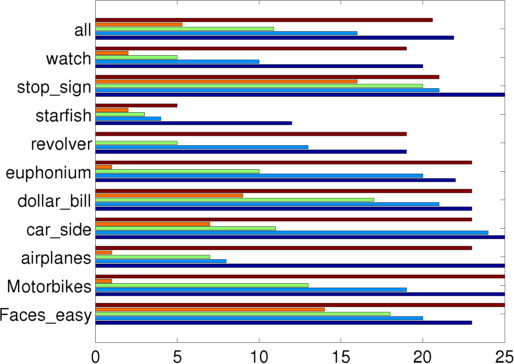 all
watch
stop_sign
starfish
revolver
euphonium
dollar_bill
car_side
airplanes
Motorbikes
Faces_easy
0 5 10 15 20 25